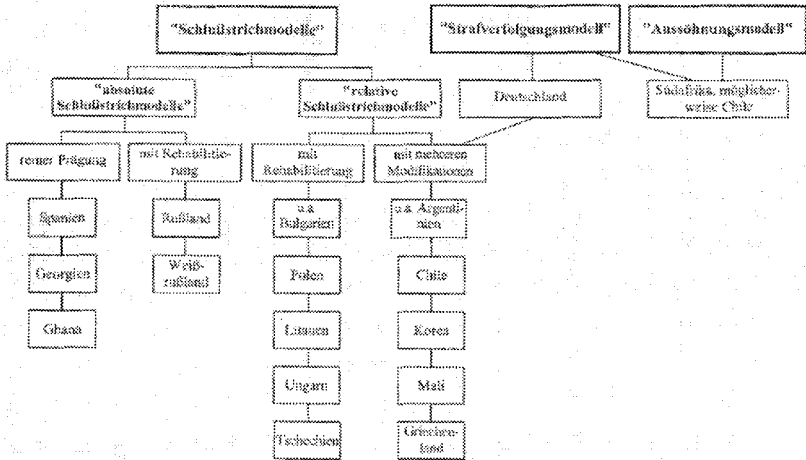 "Schlußstrichmodelle"
"Strafverfolgungsmodell"
"Aussöhnungsmodell"
"absolute
Schlußstrichmodelle"
"relative
Schlußstrichmodelle"
Deutschland
Südafrika, möglicher-
weise Chile
reiner Prägung
mit Rehabilitie-
rung
mit
Rehabilitierung
mit mehreren
Modifikationen
Spanien
Georgien
Ghana
Rußland
Weiß-
rußland
u.a.
Bulgarien
Polen
Litauen
Ungarn
Tschechien
u.a. Argenti-
nien
Chile
Korea
Mali
Griechen-
land